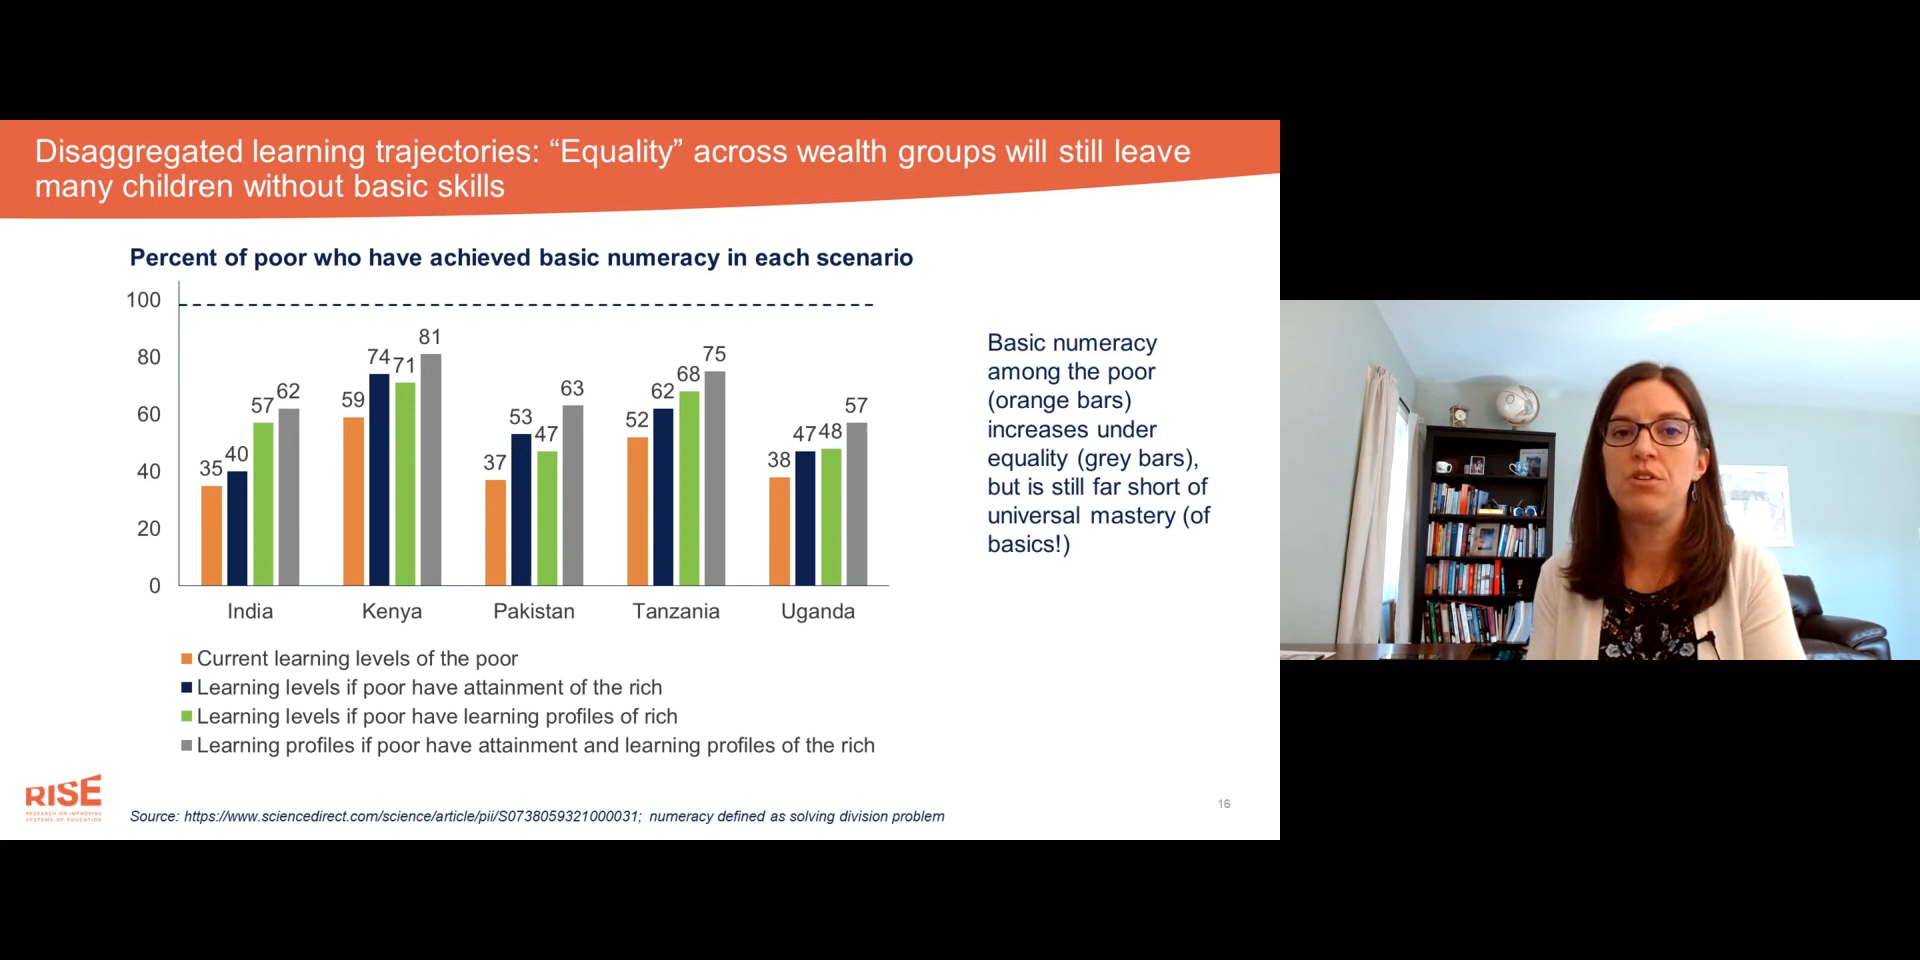 Disaggregated learning trajectories: “Equality” across wealth groups will still leave
many children without basic skills
Percent of poor who have achieved basic numeracy in each scenario
100
80
60
40
20
0
35 40 57 62
59 74 71 81
37 53 47 63
52 62 68 75
38 47 48 57
India Kenya Pakistan Tanzania Uganda
Current learning levels of the poor
Learning levels if poor have attainment of the rich
Learning levels if poor have learning profiles of rich
Learning profiles if poor have attainment and learning profiles of the rich
Basic numeracy
among the poor
(orange bars)
increases under
equality (grey bars),
but is still far short of
universal mastery (of
basics!)
RISE
RESEARCH ON IMPROVING
SYSTEMS OF EDUCATION
Source: https://www.sciencedirect.com/science/article/pii/S0738059321000031; numeracy defined as solving division problem
16